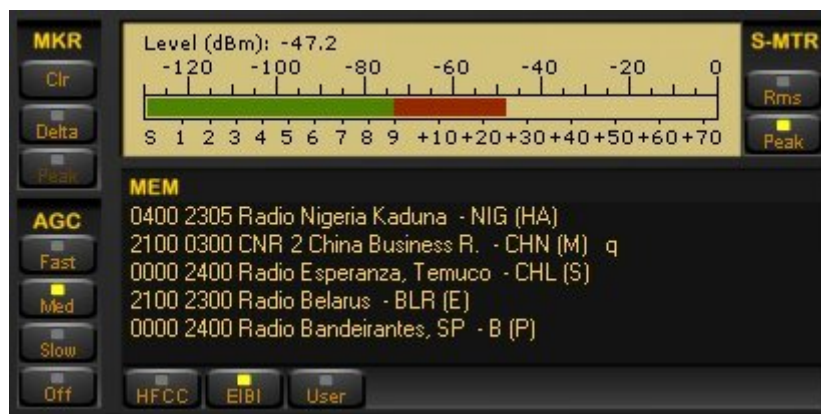 MKR
Clr
Delta
Peak
Level (dBm): -47.2
-120 -100 -80 -60 -40 -20 0
S 1 2 3 4 5 6 7 8 9 +10+20+30+40+50+60+70
S-MTR
Rms
Peak
AGC
Fast
Med
Slow
Off
MEM
0400 2305 Radio Nigeria Kaduna - NIG (HA)
2100 0300 CNR 2 China Business R. - CHN (M) q
0000 2400 Radio Esperanza, Temuco - CHL (S)
2100 2300 Radio Belarus - BLR (E)
0000 2400 Radio Bandeirantes, SP - B (P)
HFCC EIBI User